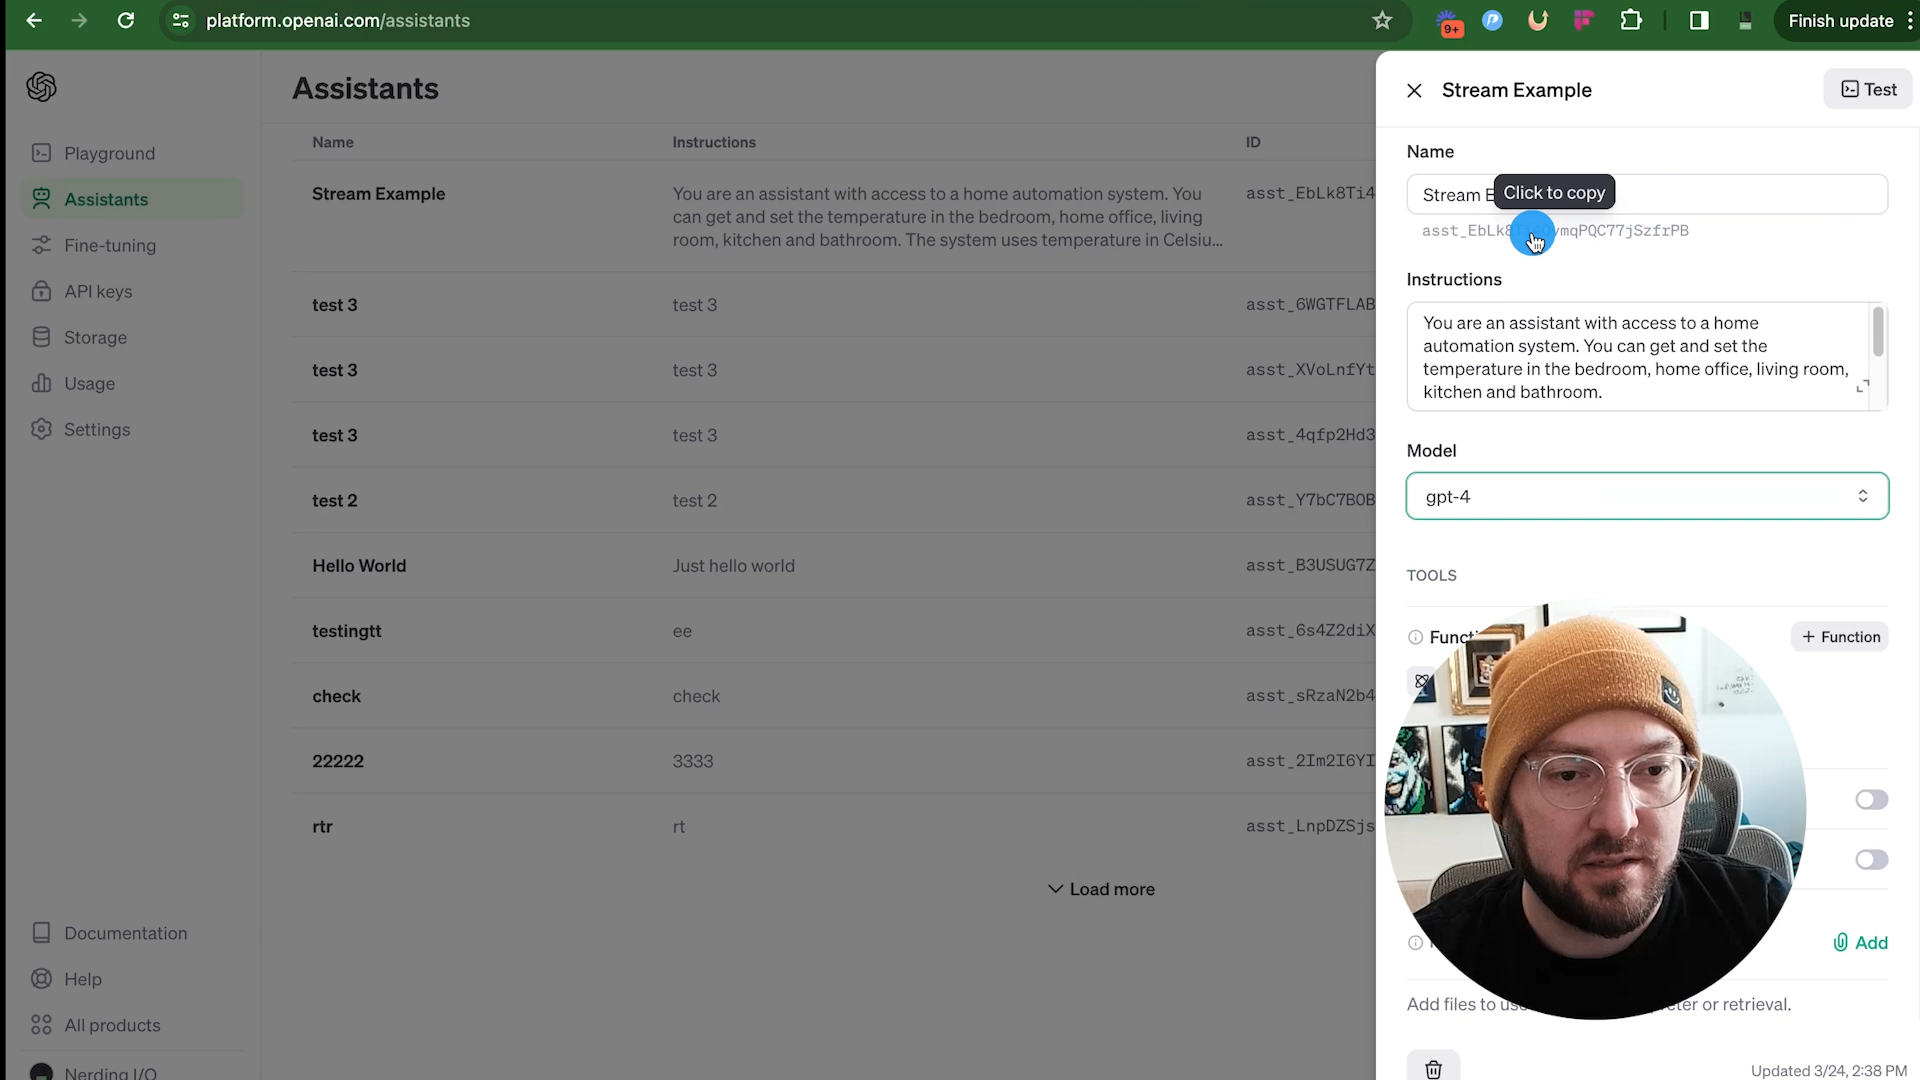 platform.openai.com/assistants
9+
Finish update
Assistants
Stream Example
Test
Name
Instructions
ID
Name
Playground
Stream Example
You are an assistant with access to a home automation system. You
can get and set the temperature in the bedroom, home office, living
room, kitchen and bathroom. The system uses temperature in Celsiu...
asst_EbLk8Ti4
Stream E
Click to copy
Assistants
mqPQC77jSzfrPB
Fine-tuning
Instructions
API keys
test 3
test 3
asst_6WGTFLAB
You are an assistant with access to a home
automation system. You can get and set the
temperature in the bedroom, home office, living room,
kitchen and bathroom.
Storage
test 3
test 3
asst_XVoLnfYt
Usage
Settings
test 3
test 3
asst_4qfp2Hd3
Model
gpt-4
test 2
test 2
asst_Y7bC7BOB
TOOLS
Hello World
Just hello world
asst_B3USUG7Z
+ Function
testingtt
ee
asst_6s4Z2diX
check
check
asst_sRzaN2b4
22222
3333
asst_2Im2I6YI
rtr
rt
asst_LnpDZSjs
Load more
Add
Documentation
Help
Add files to
or retrieval.
All products
Nerding I/O
Updated 3/24, 2:38 PM